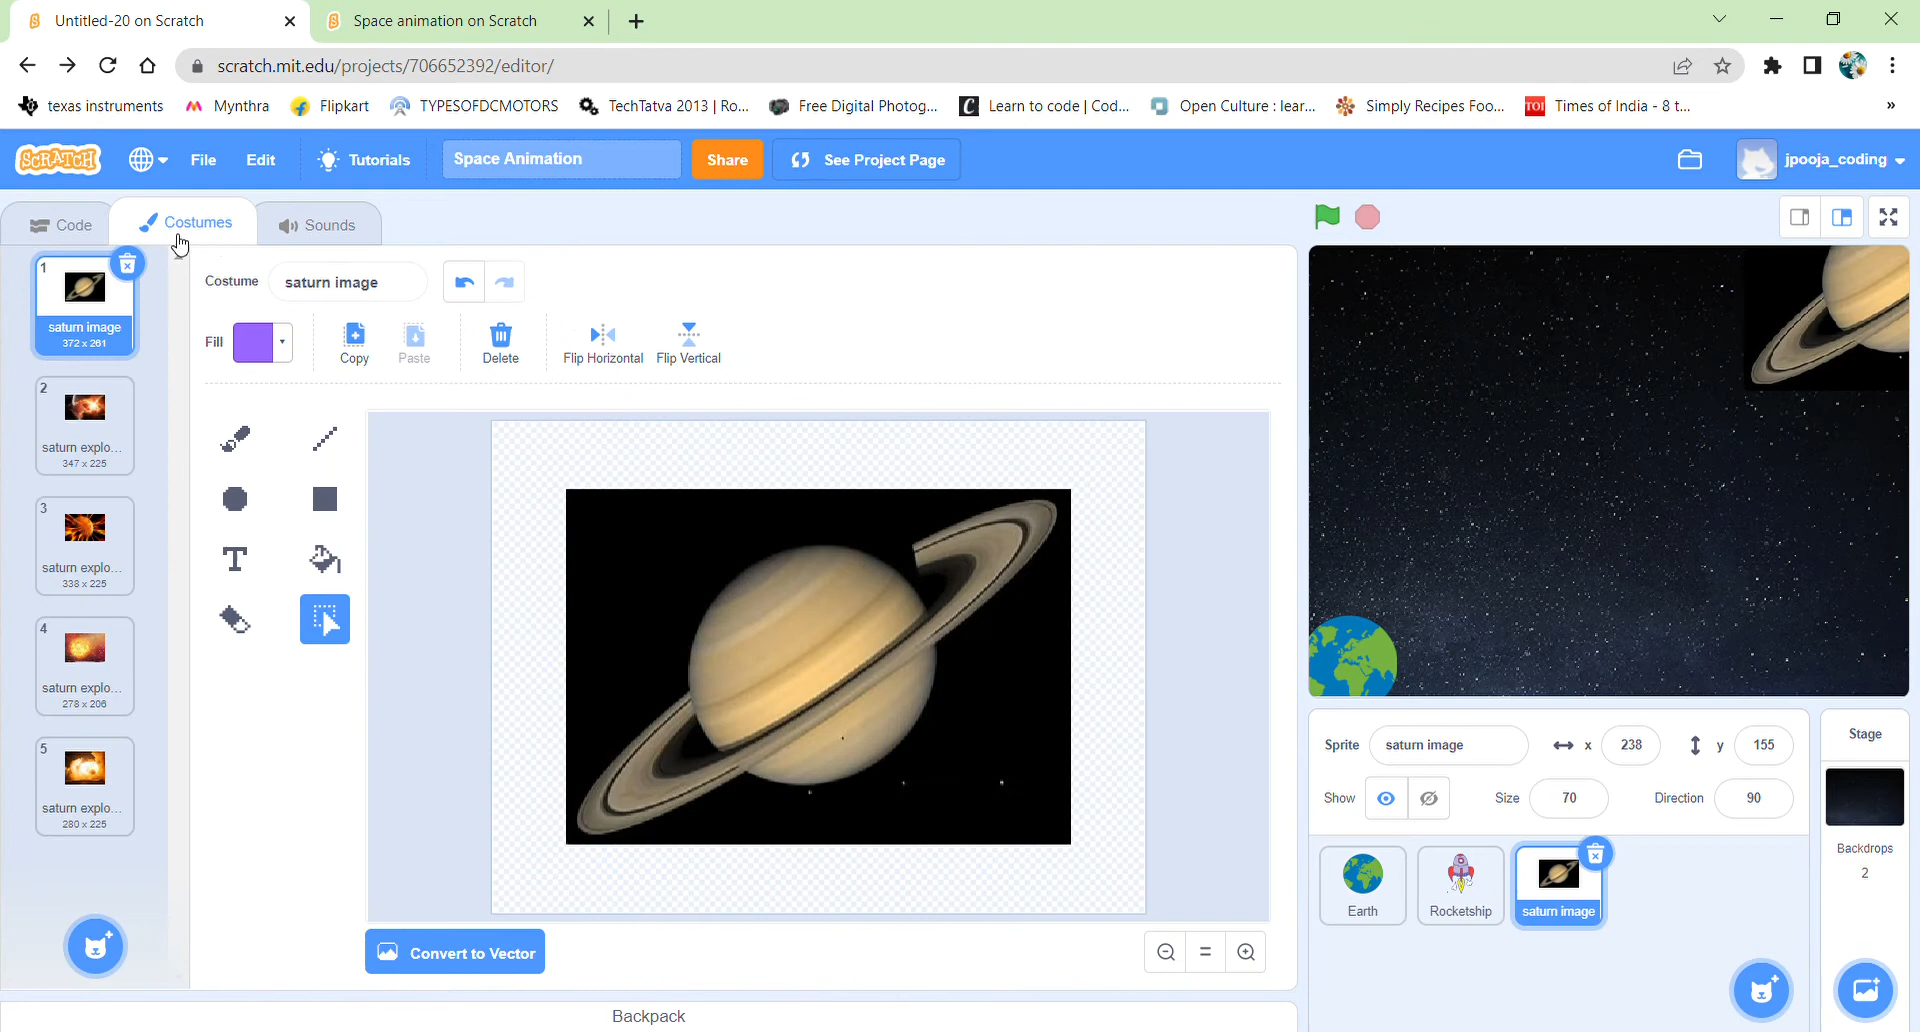 Untitled-20 on Scratch
Space animation on Scratch
scratch.mit.edu/projects/706652392/editor/
texas instruments
Mynthra
Flipkart
TYPESOFDCMOTORS
TechTatva 2013 | Ro...
Free Digital Photog...
Learn to code | Cod...
Open Culture : lear...
Simply Recipes Foo...
TOI Times of India - 8 t...
SCRATCH
File
Edit
Tutorials
Space Animation
Share
See Project Page
jpooja_coding
Code
Costumes
Sounds
1
saturn image
372 x 261
2
saturn explo...
347 x 225
3
saturn explo...
338 x 225
4
saturn explo...
278 x 206
5
saturn explo...
280 x 225
Costume
saturn image
Fill
Copy
Paste
Delete
Flip Horizontal
Flip Vertical
T
Convert to Vector
Backpack
Sprite
saturn image
x
238
y
155
Show
Size
70
Direction
90
Earth
Rocketship
saturn image
Stage
Backdrops
2